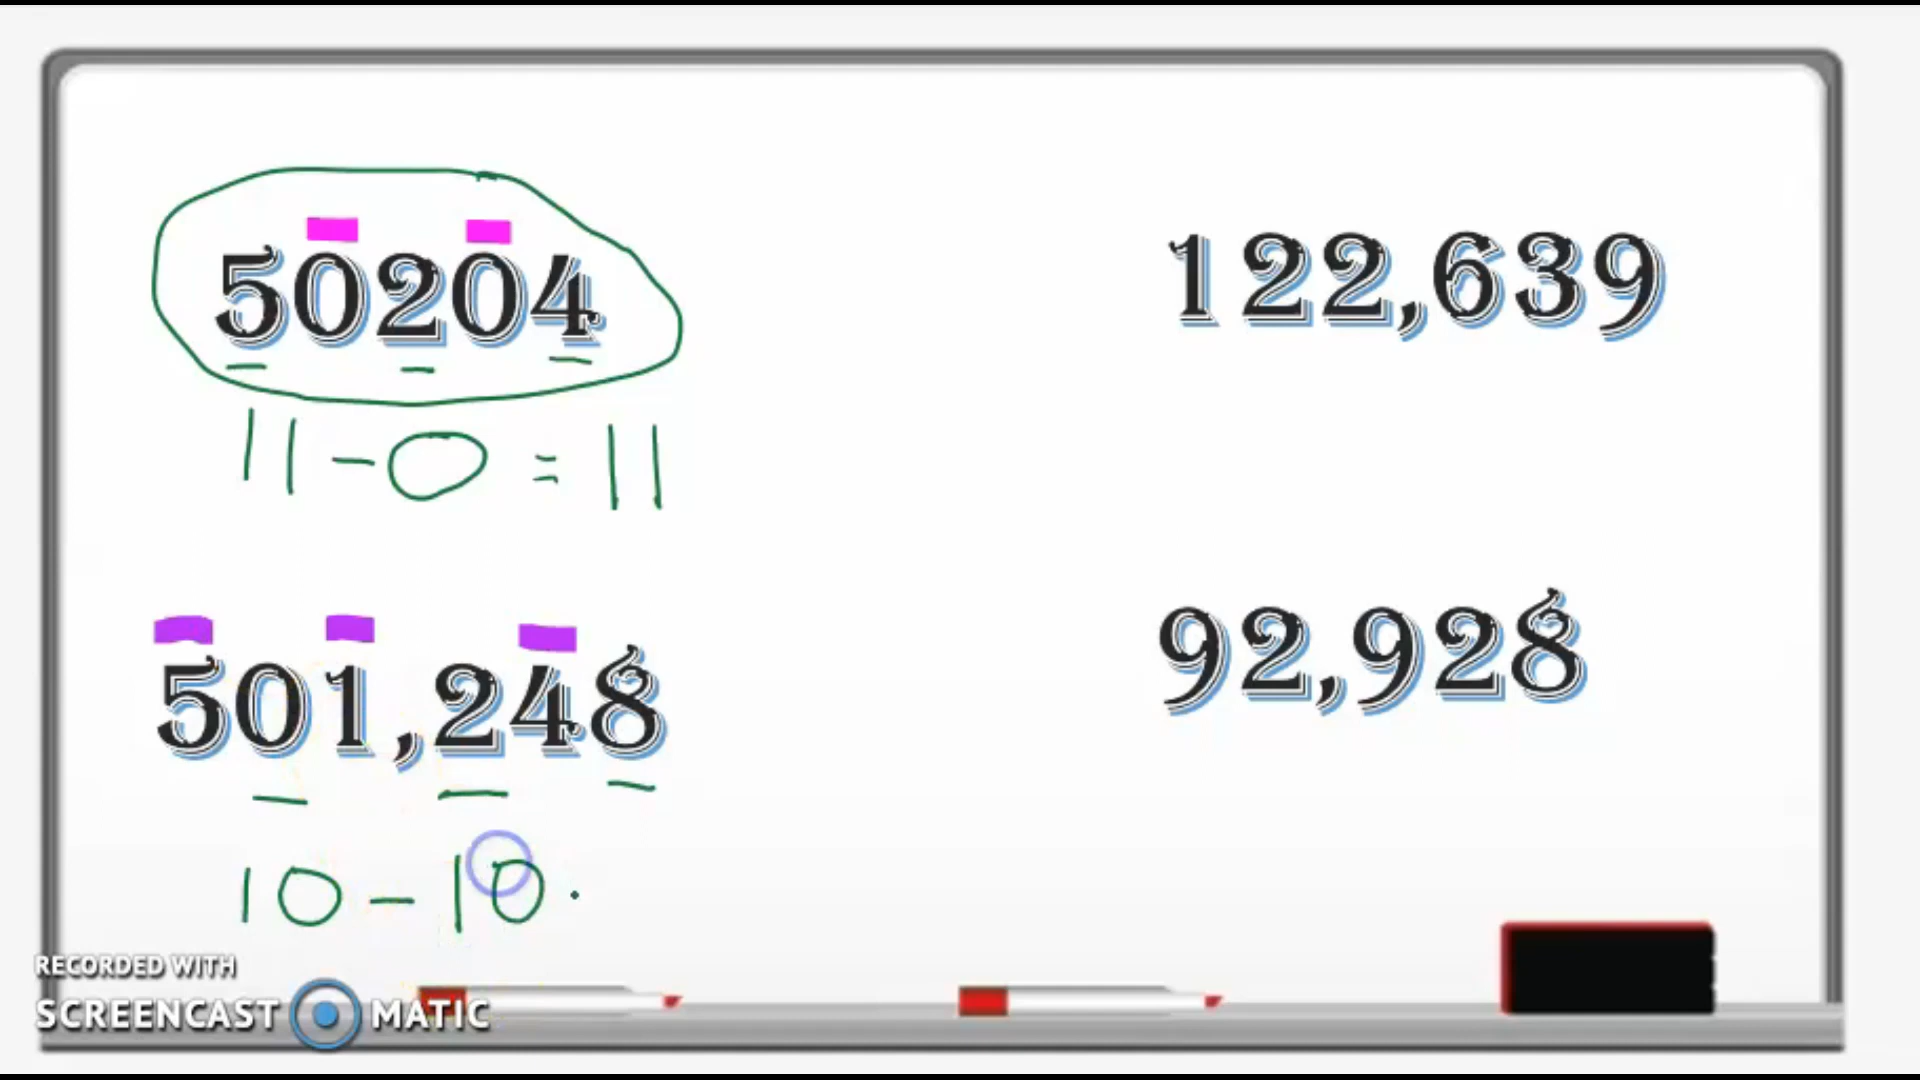 50204
11 - 0 = 11
501,248
10 - 10
122,639
92,928
RECORDED WITH
SCREENCAST MATIC